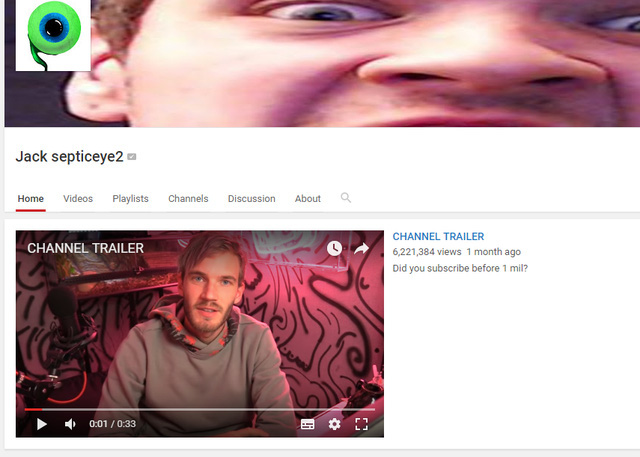 Jack septiceye2
Home Videos Playlists Channels Discussion About
CHANNEL TRAILER
0:01 / 0:33
CHANNEL TRAILER
6,221,384 views 1 month ago
Did you subscribe before 1 mil?